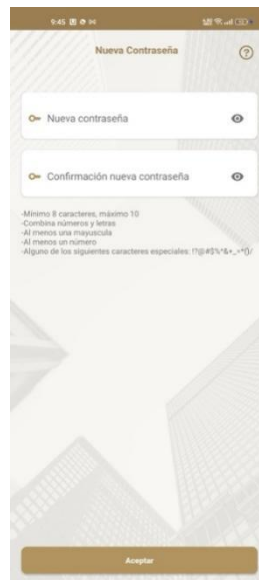 9:45
Nueva Contraseña
Nueva contraseña
Confirmación nueva contraseña
-Mínimo 8 caracteres, máximo 10
-Combina números y letras
-Al menos una mayuscula
-Al menos un número
-Alguno de los siguientes caracteres especiales: !?@#$%^&+_=*()/
Aceptar